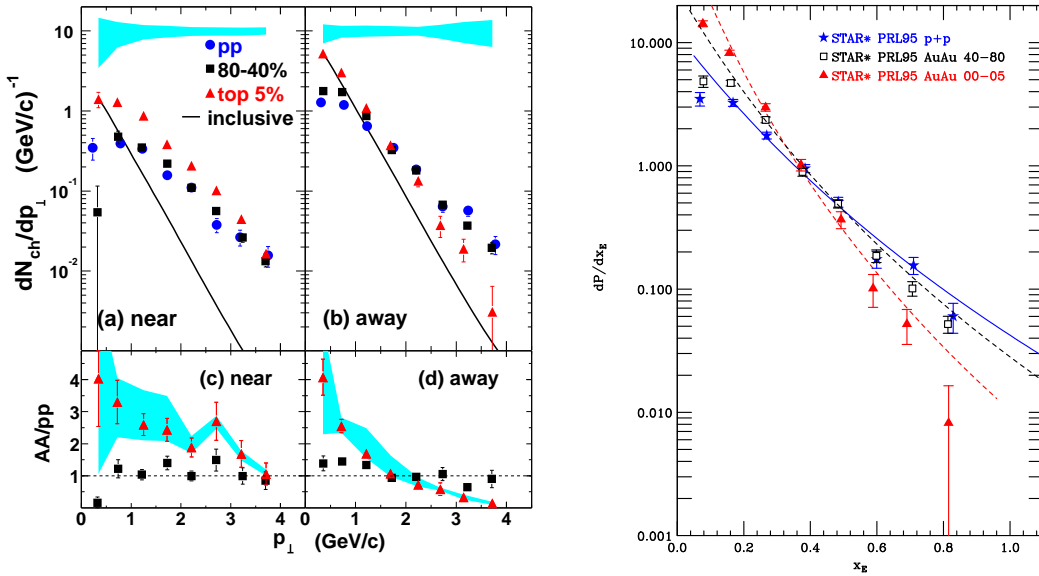 10
1
10⁻¹
10⁻²
dN_ch/dp_⊥ (GeV/c)⁻¹
pp
80-40%
top 5%
inclusive
(a) near
(b) away
(c) near
(d) away
AA/pp
4
3
2
1
0 1 2 3 4 0 1 2 3 4
p_⊥ (GeV/c)
STAR* PRL95 p+p
STAR* PRL95 AuAu 40-80
STAR* PRL95 AuAu 00-05
10.000
1.000
0.100
0.010
0.001
dP/dx_E
0.0 0.2 0.4 0.6 0.8 1.0
x_E